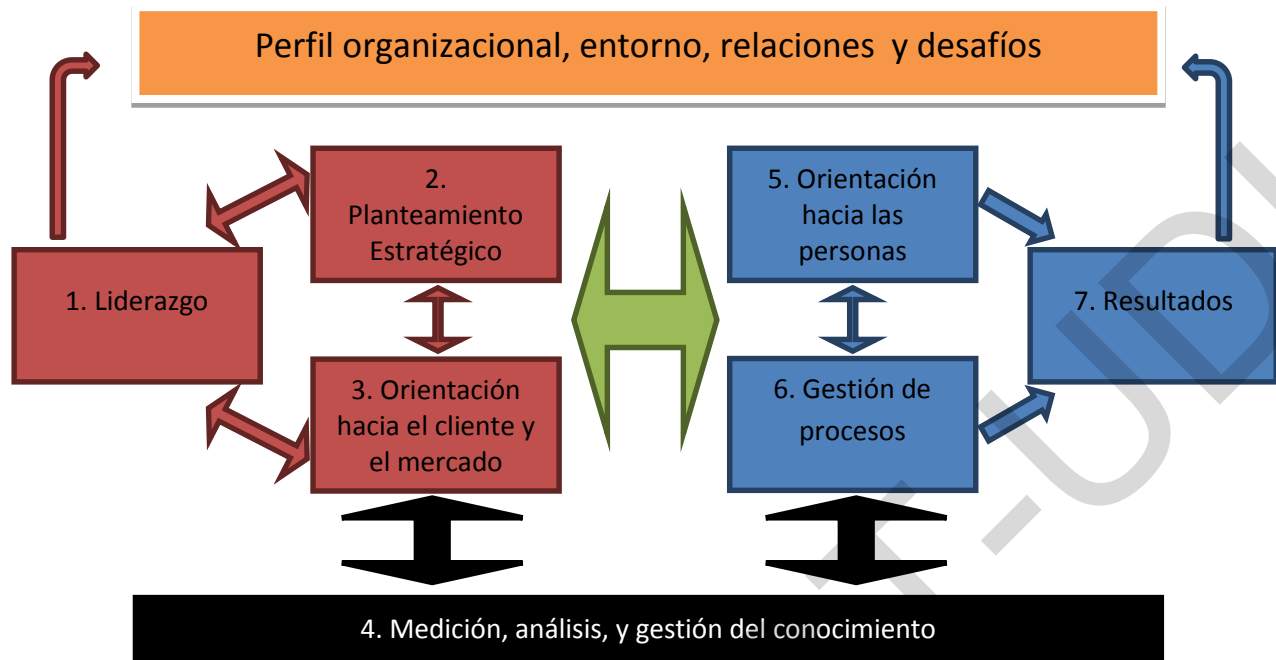 Perfil organizacional, entorno, relaciones y desafíos
2.
Planteamiento
Estratégico
5. Orientación
hacia las
personas
1. Liderazgo
7. Resultados
3. Orientación
hacia el cliente y
el mercado
6. Gestión de
procesos
4. Medición, análisis, y gestión del conocimiento
T-UD